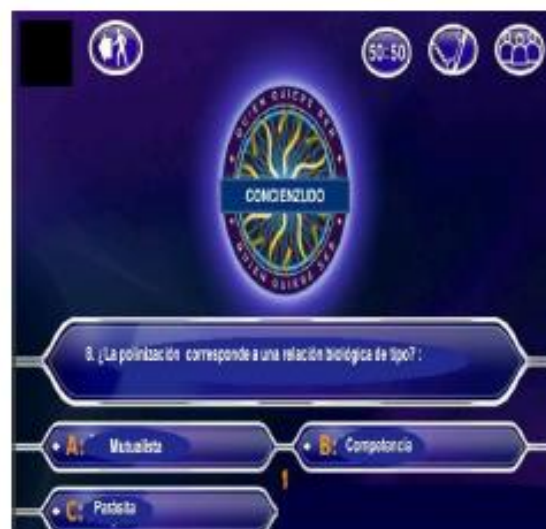 50:50
QUIEN QUIERE SER
CONCIENZUDO
QUIEN QUIERE SER
8. ¿La polinización corresponde a una relación biológica de tipo? :
A: Mutualista
B: Competencia
1
C: Parásita